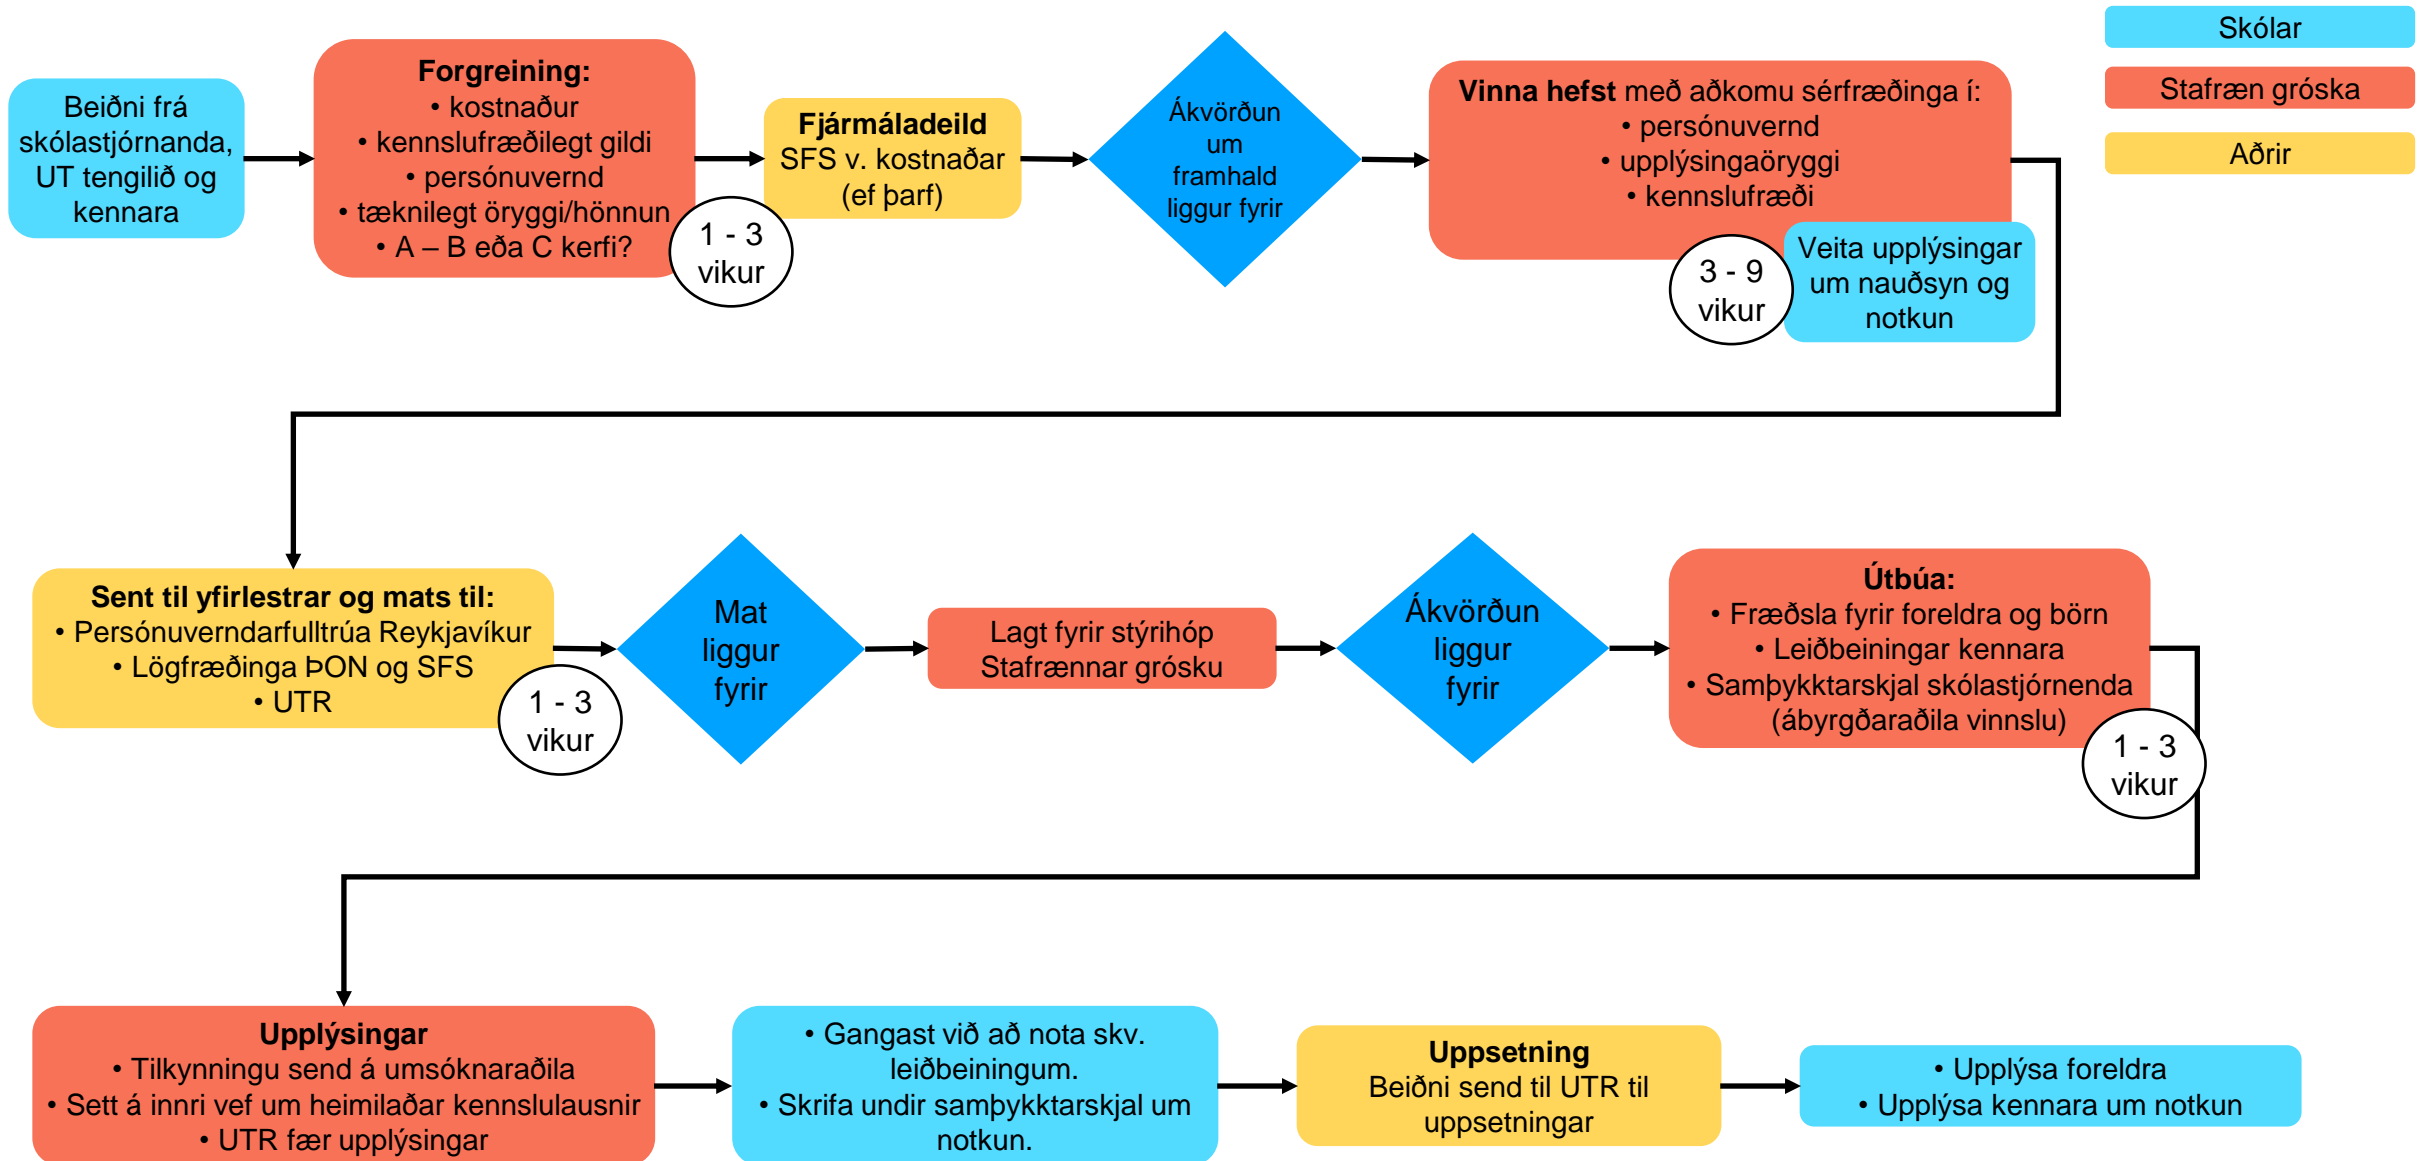 Skólar
Stafræn gróska
Aðrir
Beiðni frá
skólastjórnanda,
UT tengilið og
kennara
Forgreining:
• kostnaður
• kennslufræðilegt gildi
• persónuvernd
• tæknilegt öryggi/hönnun
• A – B eða C kerfi?
1 - 3
vikur
Fjármáladeild
SFS v. kostnaðar
(ef þarf)
Ákvörðun
um
framhald
liggur fyrir
Vinna hefst með aðkomu sérfræðinga í:
• persónuvernd
• upplýsingaöryggi
• kennslufræði
3 - 9
vikur
Veita upplýsingar
um nauðsyn og
notkun
Sent til yfirlestrar og mats til:
• Persónuverndarfulltrúa Reykjavíkur
• Lögfræðinga ÞON og SFS
• UTR
1 - 3
vikur
Mat
liggur
fyrir
Lagt fyrir stýrihóp
Stafrænnar grósku
Ákvörðun
liggur
fyrir
Útbúa:
• Fræðsla fyrir foreldra og börn
• Leiðbeiningar kennara
• Samþykktarskjal skólastjórnenda
(ábyrgðaraðila vinnslu)
1 - 3
vikur
Upplýsingar
• Tilkynningu send á umsóknaraðila
• Sett á innri vef um heimilaðar kennslulausnir
• UTR fær upplýsingar
• Gangast við að nota skv.
leiðbeiningum.
• Skrifa undir samþykktarskjal um
notkun.
Uppsetning
Beiðni send til UTR til
uppsetningar
• Upplýsa foreldra
• Upplýsa kennara um notkun